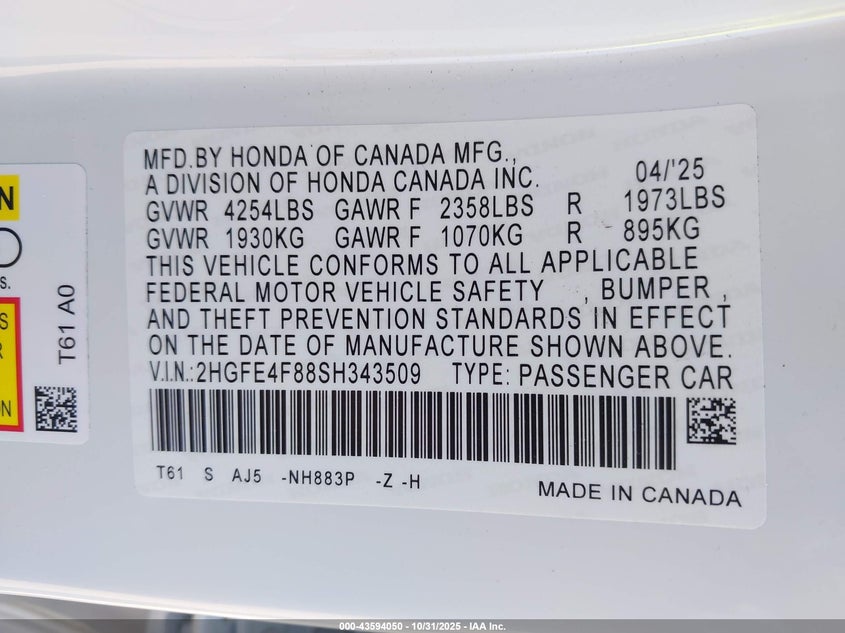 MFD.BY HONDA OF CANADA MFG.,
A DIVISION OF HONDA CANADA INC. 04/'25
GVWR 4254LBS GAWR F 2358LBS R 1973LBS
GVWR 1930KG GAWR F 1070KG R 895KG
THIS VEHICLE CONFORMS TO ALL APPLICABLE
FEDERAL MOTOR VEHICLE SAFETY , BUMPER ,
AND THEFT PREVENTION STANDARDS IN EFFECT
ON THE DATE OF MANUFACTURE SHOWN ABOVE.
V.I.N.:2HGFE4F88SH343509 TYPE: PASSENGER CAR
T61 S AJ5 -NH883P -Z -H
MADE IN CANADA
T61 A0
000-43594050 - 10/31/2025 - IAA Inc.